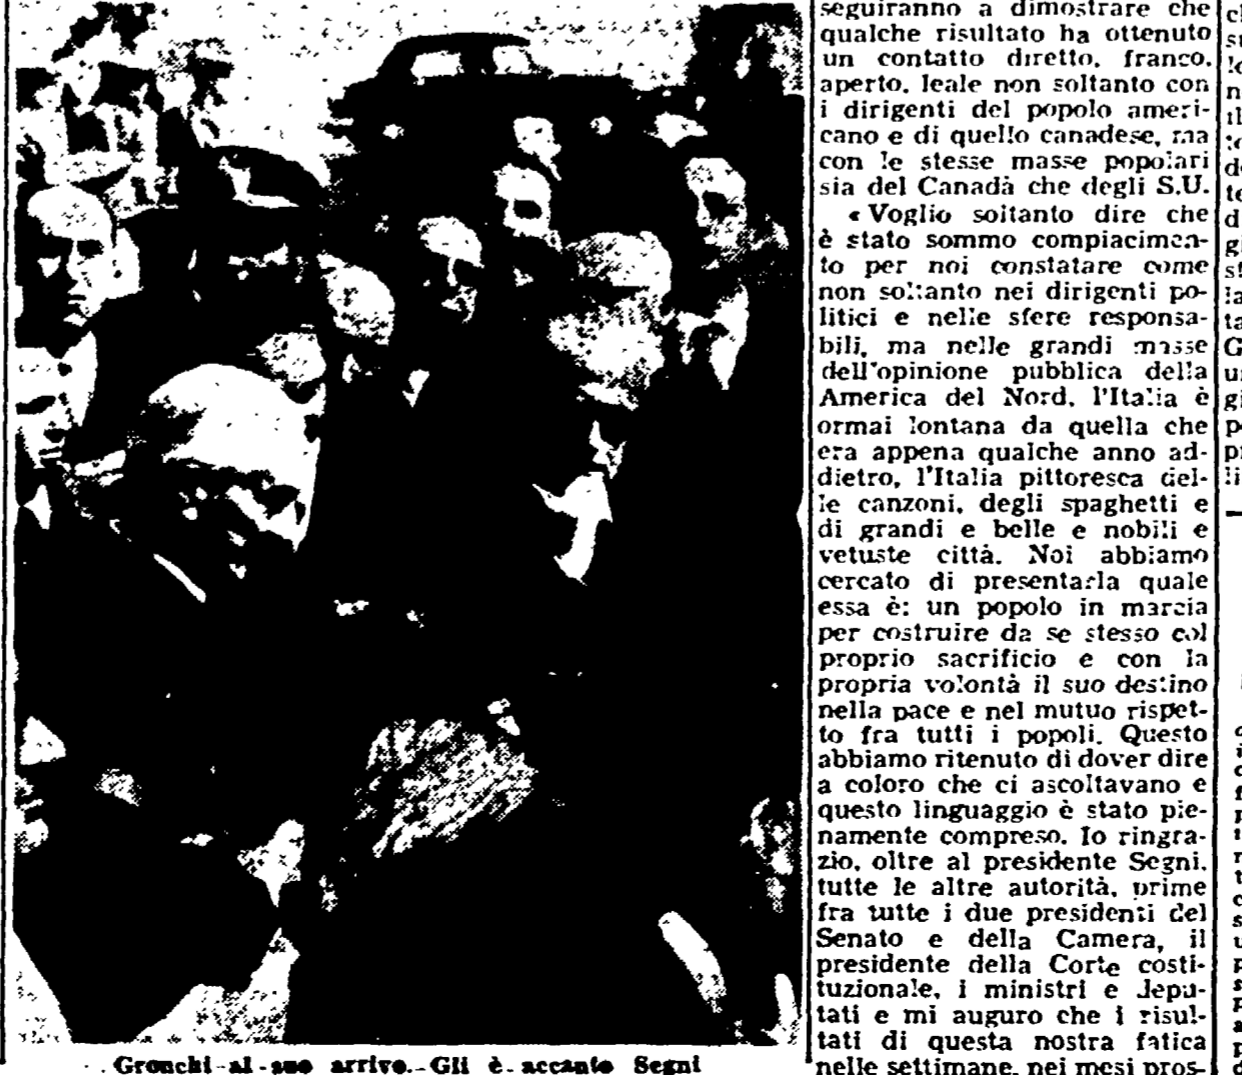 seguiranno a dimostrare che
qualche risultato ha ottenuto
un contatto diretto, franco,
aperto, leale non soltanto con
i dirigenti del popolo ameri-
cano e di quello canadese, ma
con le stesse masse popolari
sia del Canadà che degli S.U.
« Voglio soltanto dire che
è stato sommo compiacimen-
to per noi constatare come
non soltanto nei dirigenti po-
litici e nelle sfere responsa-
bili, ma nelle grandi masse
dell'opinione pubblica della
America del Nord, l'Italia è
ormai lontana da quella che
era appena qualche anno ad-
dietro, l'Italia pittoresca del-
le canzoni, degli spaghetti e
di grandi e belle e nobili e
vetuste città. Noi abbiamo
cercato di presentarla quale
essa è: un popolo in marcia
per costruire da se stesso col
proprio sacrificio e con la
propria volontà il suo destino
nella pace e nel mutuo rispet-
to fra tutti i popoli. Questo
abbiamo ritenuto di dover dire
a coloro che ci ascoltavano e
questo linguaggio è stato pie-
namente compreso. Io ringra-
zio, oltre al presidente Segni,
tutte le altre autorità, prime
fra tutte i due presidenti del
Senato e della Camera, il
presidente della Corte costi-
tuzionale, i ministri e depu-
tati e mi auguro che i risul-
tati di questa nostra fatica
nelle settimane, nei mesi pros-
Gronchi al suo arrivo. Gli è accanto Segni